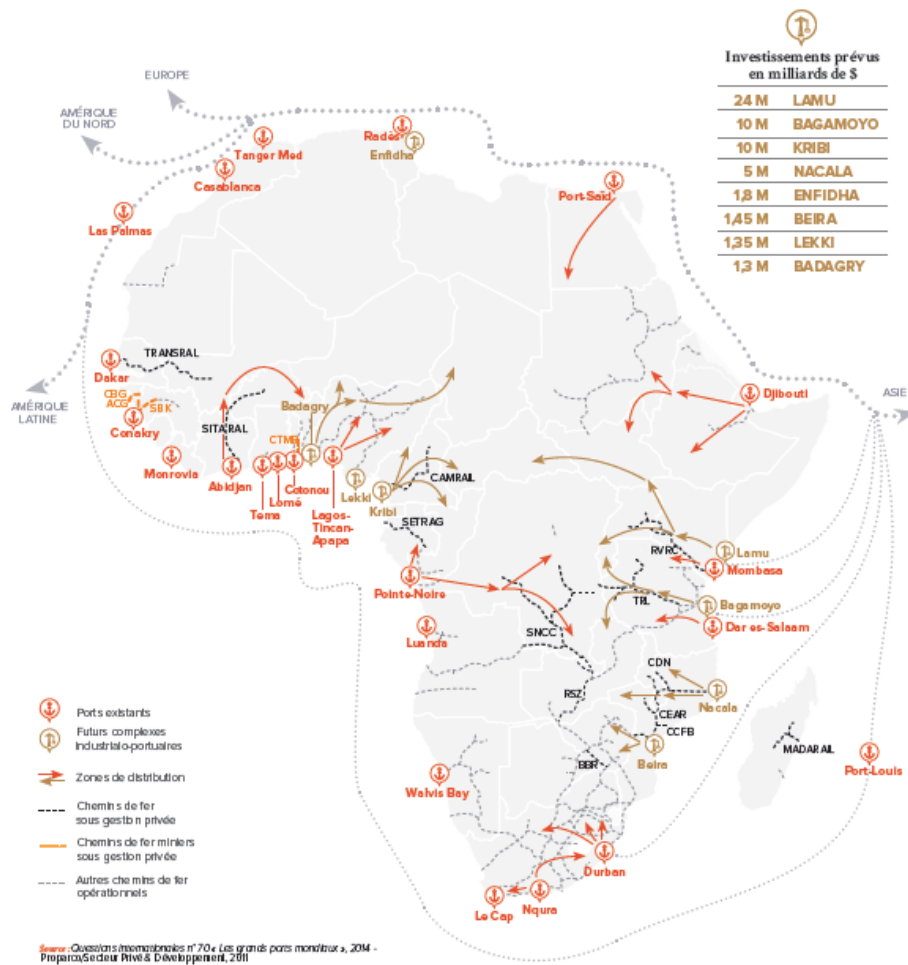 Investissements prévus
en milliards de $
24 M LAMU
10 M BAGAMOYO
10 M KRIBI
5 M NACALA
1,8 M ENFIDHA
1,45 M BEIRA
1,35 M LEKKI
1,3 M BADAGRY
EUROPE
AMÉRIQUE
DU NORD
Tanger Med
Casablanca
Radès
Enfidha
Port-Saïd
Las Palmas
TRANSRAL
Dakar
CBG
ACG
SBK
Conakry
AMÉRIQUE
LATINE
Monrovia
SITARAL
Abidjan
Badagry
CTMB
Tema
Lomé
Cotonou
Lagos-
Tincan-
Apapa
Lekki
Kribi
CAMRAIL
SETRAG
Djibouti
ASIE
Pointe-Noire
Luanda
RVRC
Lamu
Mombasa
TRL
Bagamoyo
Dar es-Salaam
SNCC
CDN
RSZ
Nacala
CEAR
CCFB
BBR
Beira
MADARAIL
Port-Louis
Walvis Bay
Durban
Le Cap
Nqura
Ports existants
Futurs complexes
industrialo-portuaires
Zones de distribution
Chemins de fer
sous gestion privée
Chemins de fer miniers
sous gestion privée
Autres chemins de fer
opérationnels
Source : Questions internationales n° 70 « Les grands ports mondiaux », 2014 -
Proparco/Secteur Privé & Développement, 2011